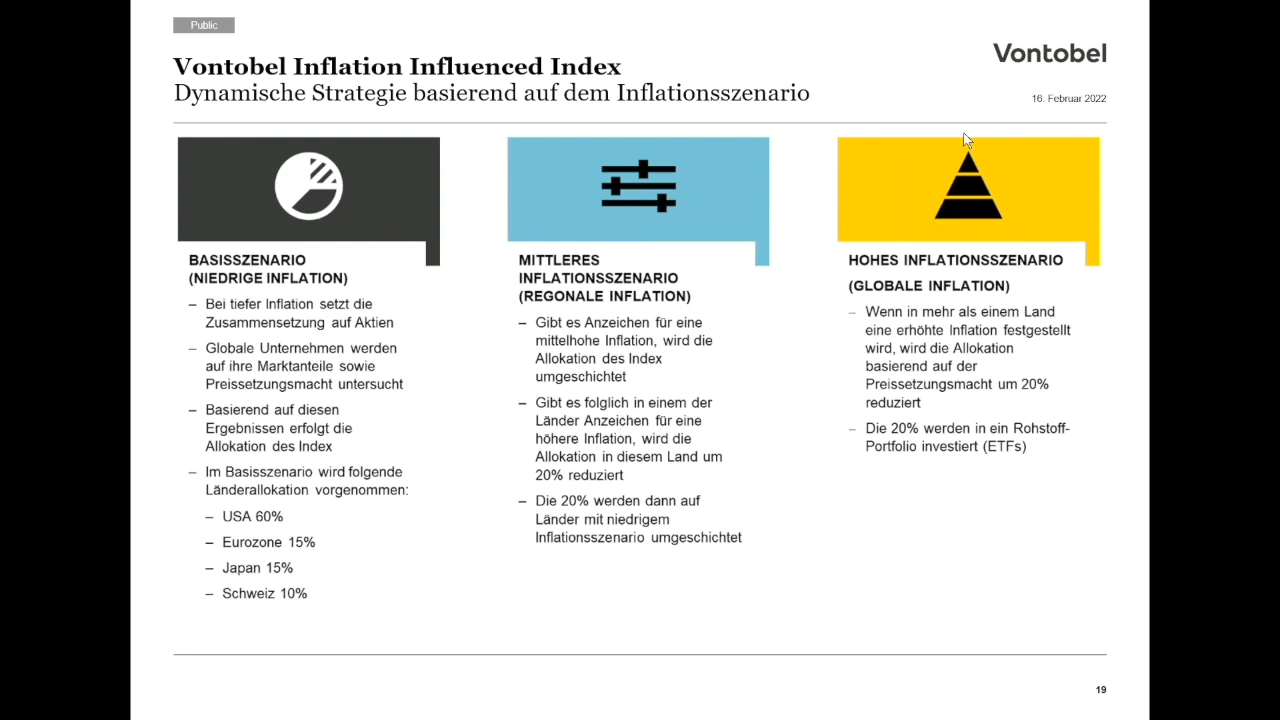 Public
Vontobel
Vontobel Inflation Influenced Index
Dynamische Strategie basierend auf dem Inflationsszenario
16. Februar 2022
BASISSZENARIO
(NIEDRIGE INFLATION)
– Bei tiefer Inflation setzt die
Zusammensetzung auf Aktien
– Globale Unternehmen werden
auf ihre Marktanteile sowie
Preissetzungsmacht untersucht
– Basierend auf diesen
Ergebnissen erfolgt die
Allokation des Index
– Im Basisszenario wird folgende
Länderallokation vorgenommen:
– USA 60%
– Eurozone 15%
– Japan 15%
– Schweiz 10%
MITTLERES
INFLATIONSSZENARIO
(REGONALE INFLATION)
– Gibt es Anzeichen für eine
mittelhohe Inflation, wird die
Allokation des Index
umgeschichtet
– Gibt es folglich in einem der
Länder Anzeichen für eine
höhere Inflation, wird die
Allokation in diesem Land um
20% reduziert
– Die 20% werden dann auf
Länder mit niedrigem
Inflationsszenario umgeschichtet
HOHES INFLATIONSSZENARIO
(GLOBALE INFLATION)
– Wenn in mehr als einem Land
eine erhöhte Inflation festgestellt
wird, wird die Allokation
basierend auf der
Preissetzungsmacht um 20%
reduziert
– Die 20% werden in ein Rohstoff-
Portfolio investiert (ETFs)
19